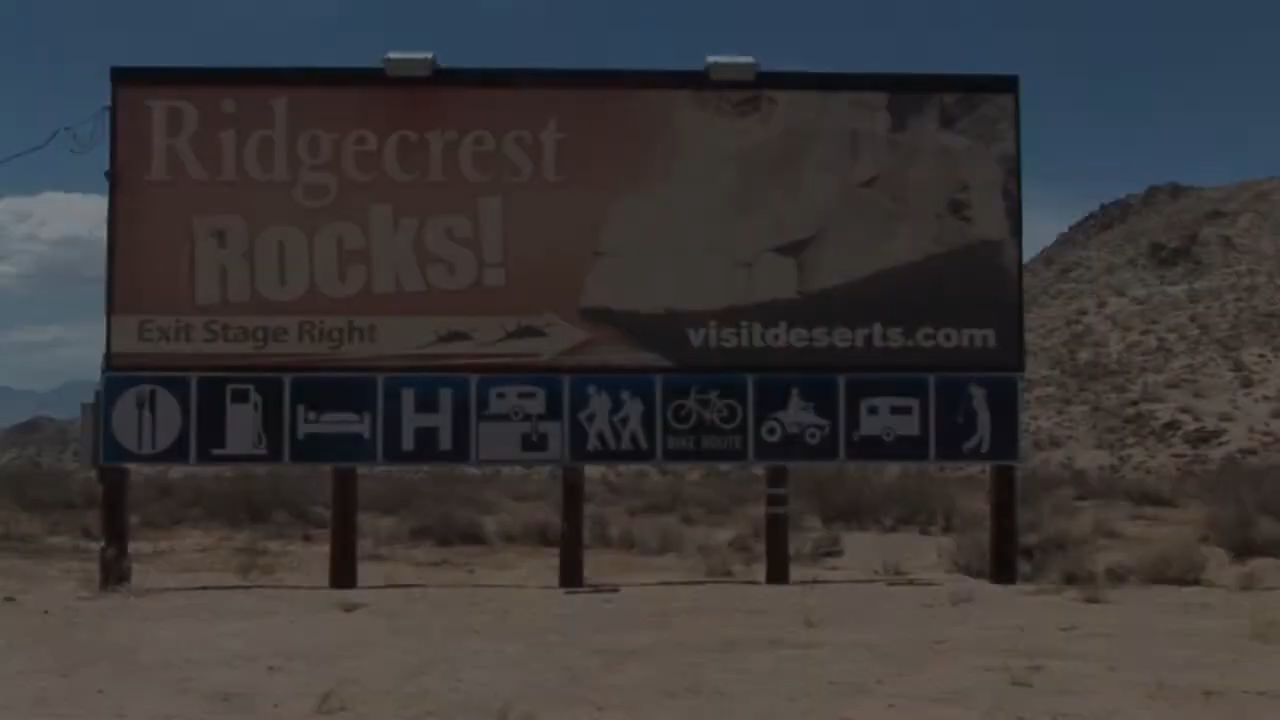 Ridgecrest
ROCKS!
Exit Stage Right
visitdeserts.com
H
BIKE ROUTE